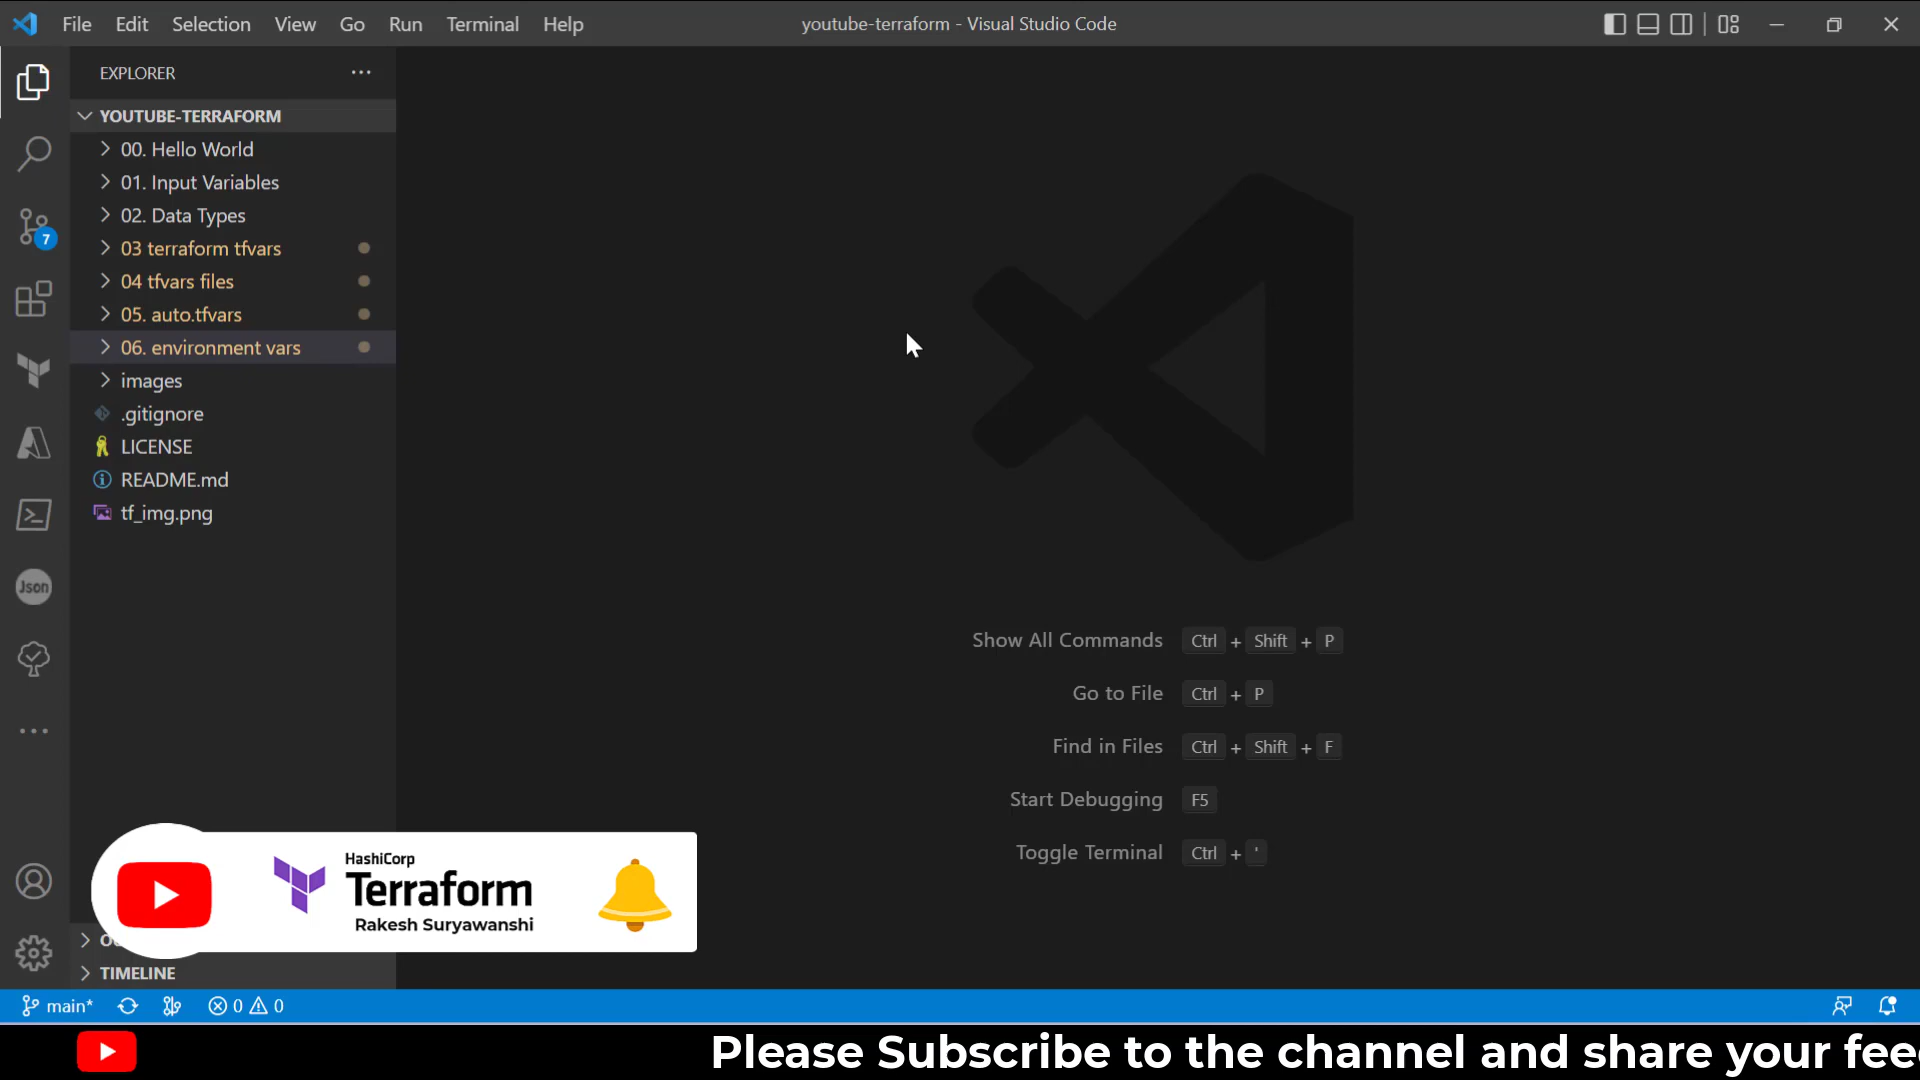 File Edit Selection View Go Run Terminal Help
youtube-terraform - Visual Studio Code
EXPLORER
YOUTUBE-TERRAFORM
00. Hello World
01. Input Variables
02. Data Types
03 terraform tfvars
04 tfvars files
05. auto.tfvars
06. environment vars
images
.gitignore
LICENSE
README.md
tf_img.png
7
Json
Show All Commands Ctrl + Shift + P
Go to File Ctrl + P
Find in Files Ctrl + Shift + F
Start Debugging F5
Toggle Terminal Ctrl + '
HashiCorp
Terraform
Rakesh Suryawanshi
TIMELINE
main* 0 0
Please Subscribe to the channel and share your